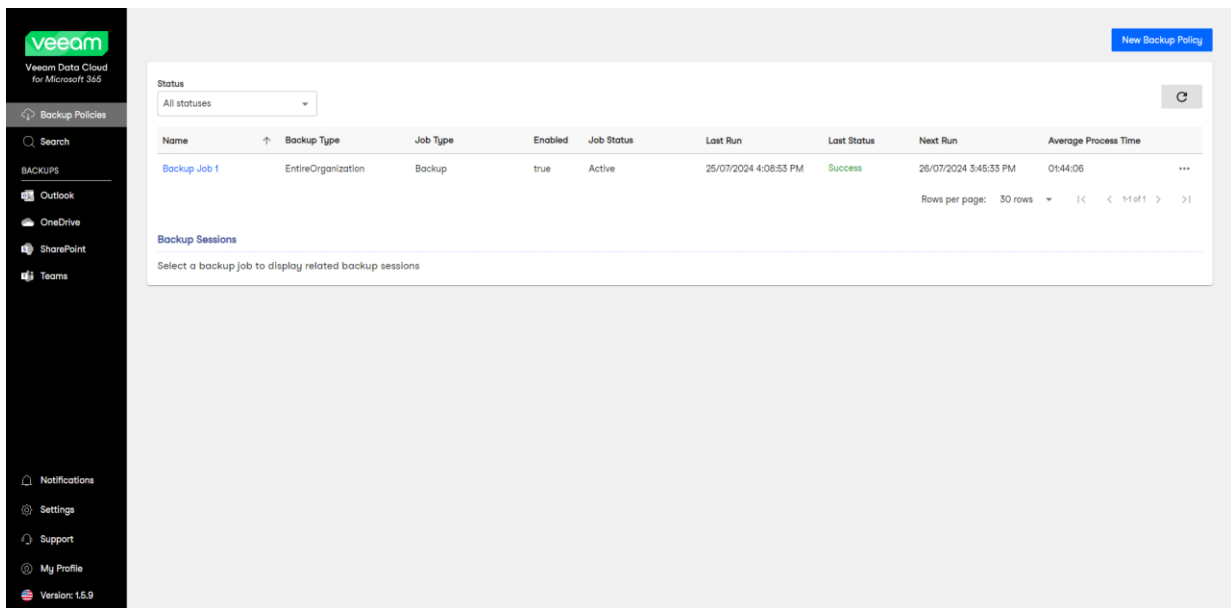 veeam
Veeam Data Cloud
for Microsoft 365
Backup Policies
Search
BACKUPS
Outlook
OneDrive
SharePoint
Teams
Notifications
Settings
Support
My Profile
Version: 1.5.9
New Backup Policy
Status
All statuses
Name Backup Type Job Type Enabled Job Status Last Run Last Status Next Run Average Process Time
Backup Job 1 EntireOrganization Backup true Active 25/07/2024 4:08:53 PM Success 26/07/2024 3:45:33 PM 01:44:06
Rows per page: 30 rows 1-1 of 1
Backup Sessions
Select a backup job to display related backup sessions